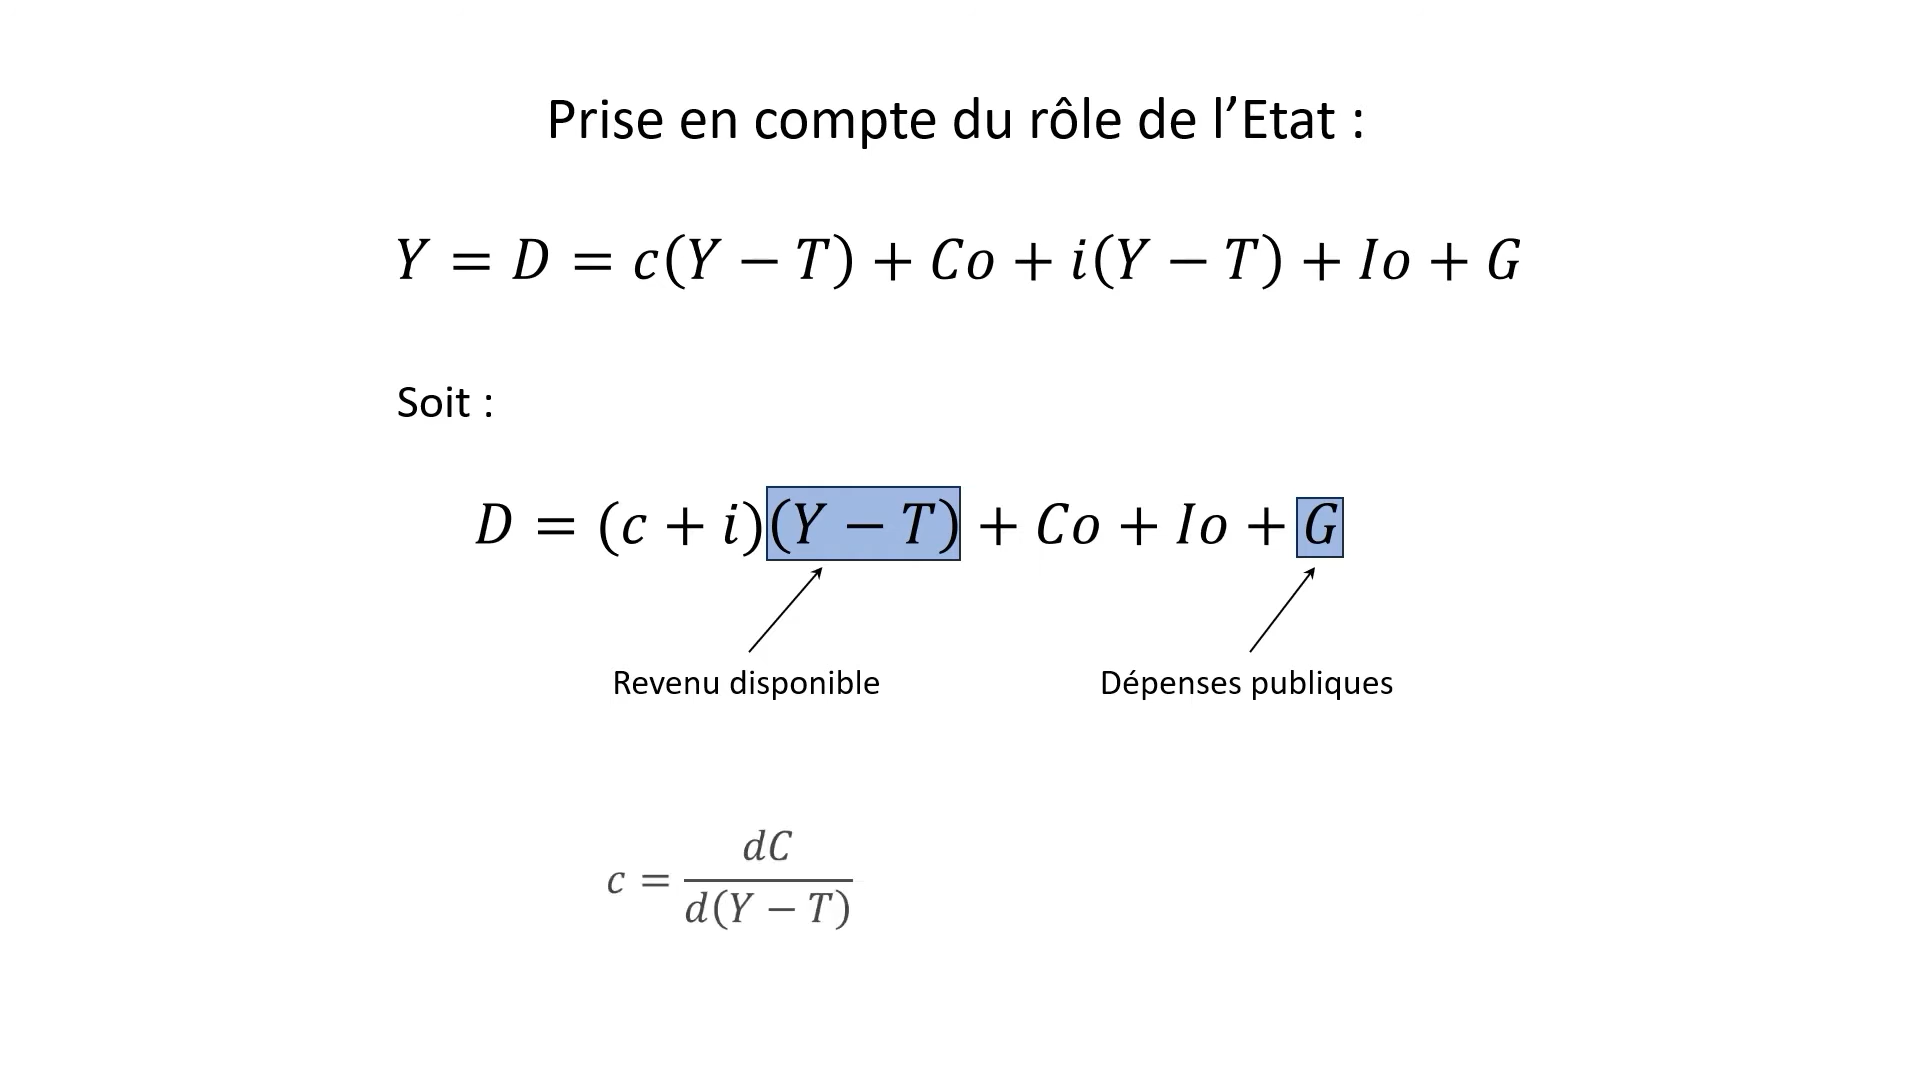 Prise en compte du rôle de l’Etat :
Y = D = c(Y − T) + Co + i(Y − T) + Io + G
Soit :
D = (c + i)(Y − T) + Co + Io + G
Revenu disponible
Dépenses publiques
c = dC / d(Y − T)